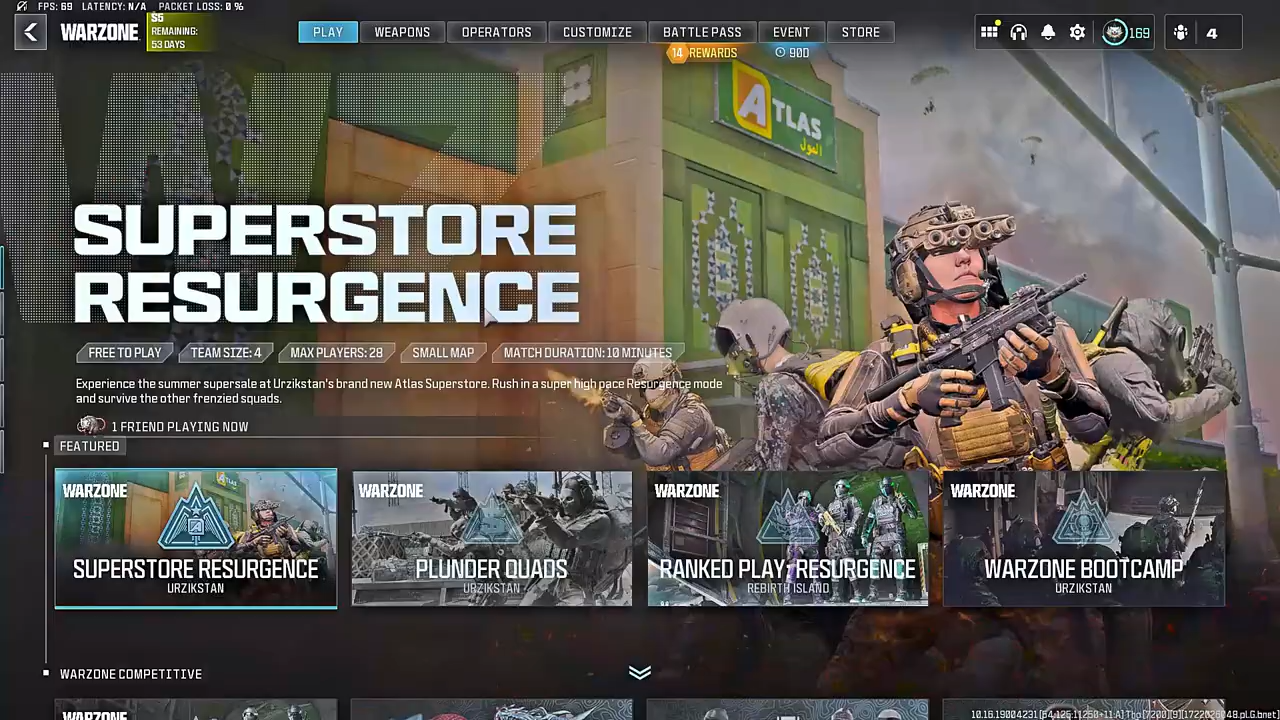 FPS: 69 LATENCY: N/A PACKET LOSS: 0 %
WARZONE
S5
REMAINING:
53 DAYS
PLAY
WEAPONS
OPERATORS
CUSTOMIZE
BATTLE PASS
EVENT
STORE
169
4
14 REWARDS
90D
ATLAS
SUPERSTORE
RESURGENCE
FREE TO PLAY
TEAM SIZE: 4
MAX PLAYERS: 28
SMALL MAP
MATCH DURATION: 10 MINUTES
Experience the summer supersale at Urzikstan's brand new Atlas Superstore. Rush in a super high pace Resurgence mode
and survive the other frenzied squads.
1 FRIEND PLAYING NOW
FEATURED
WARZONE
SUPERSTORE RESURGENCE
URZIKSTAN
WARZONE
PLUNDER QUADS
URZIKSTAN
WARZONE
RANKED PLAY: RESURGENCE
REBIRTH ISLAND
WARZONE
WARZONE BOOTCAMP
URZIKSTAN
WARZONE COMPETITIVE
WARZONE